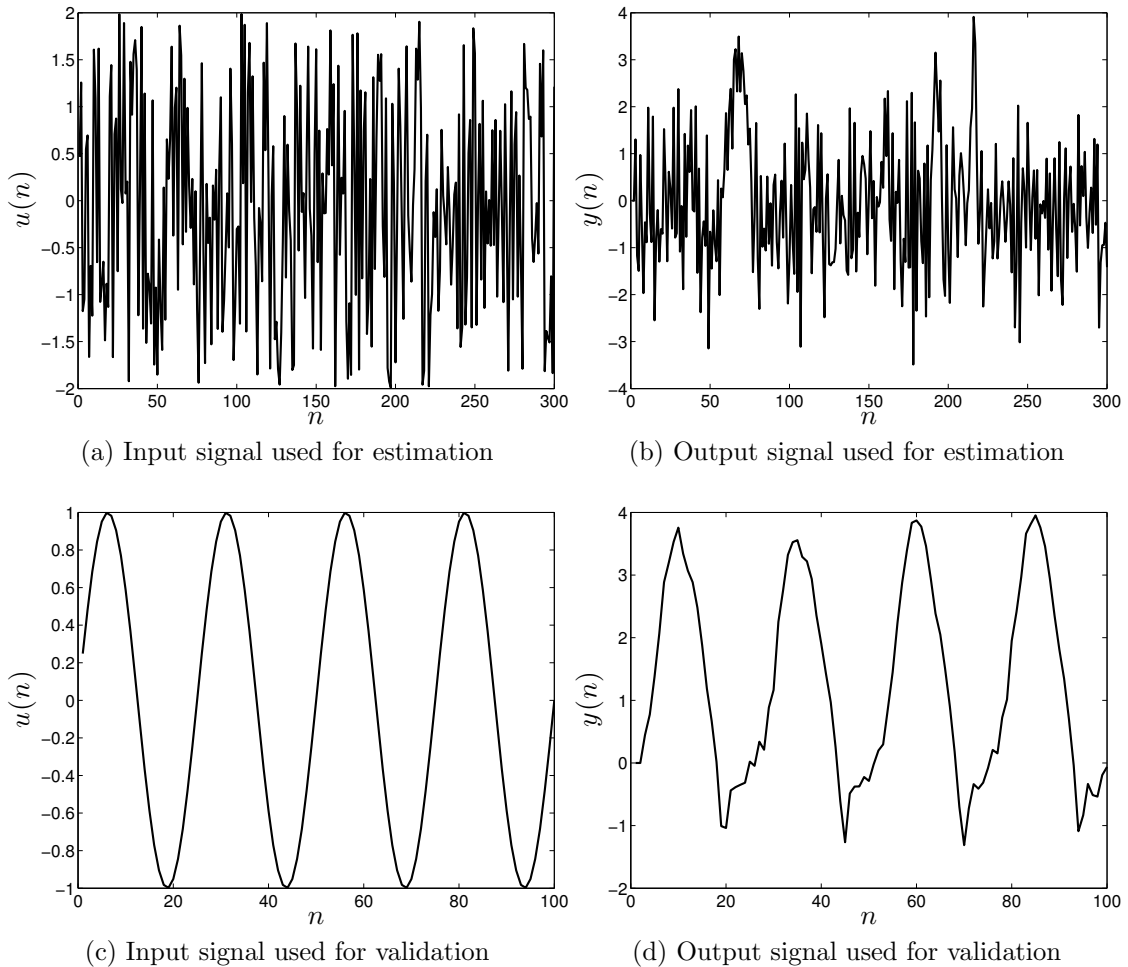 2
1.5
1
0.5
0
−0.5
−1
−1.5
−2
u(n)
0 50 100 150 200 250 300
n
(a) Input signal used for estimation
4
3
2
1
0
−1
−2
−3
−4
y(n)
0 50 100 150 200 250 300
n
(b) Output signal used for estimation
1
0.8
0.6
0.4
0.2
0
−0.2
−0.4
−0.6
−0.8
−1
u(n)
0 20 40 60 80 100
n
(c) Input signal used for validation
4
3
2
1
0
−1
−2
y(n)
0 20 40 60 80 100
n
(d) Output signal used for validation